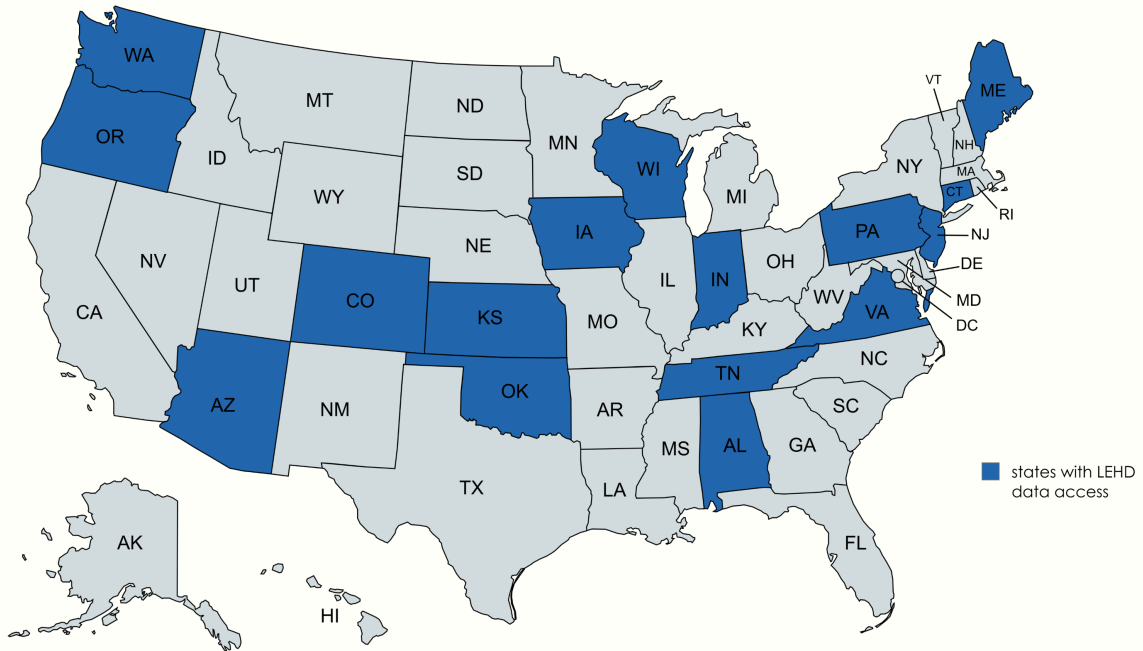 WA
OR
MT
ND
MN
ID
SD
WY
WI
MI
NE
IA
NV
UT
CA
CO
KS
MO
IL
IN
OH
KY
WV
VA
PA
NY
VT
NH
ME
MA
CT
RI
NJ
DE
MD
DC
AZ
NM
OK
AR
TN
NC
SC
MS
AL
GA
TX
LA
FL
AK
HI
states with LEHD
data access